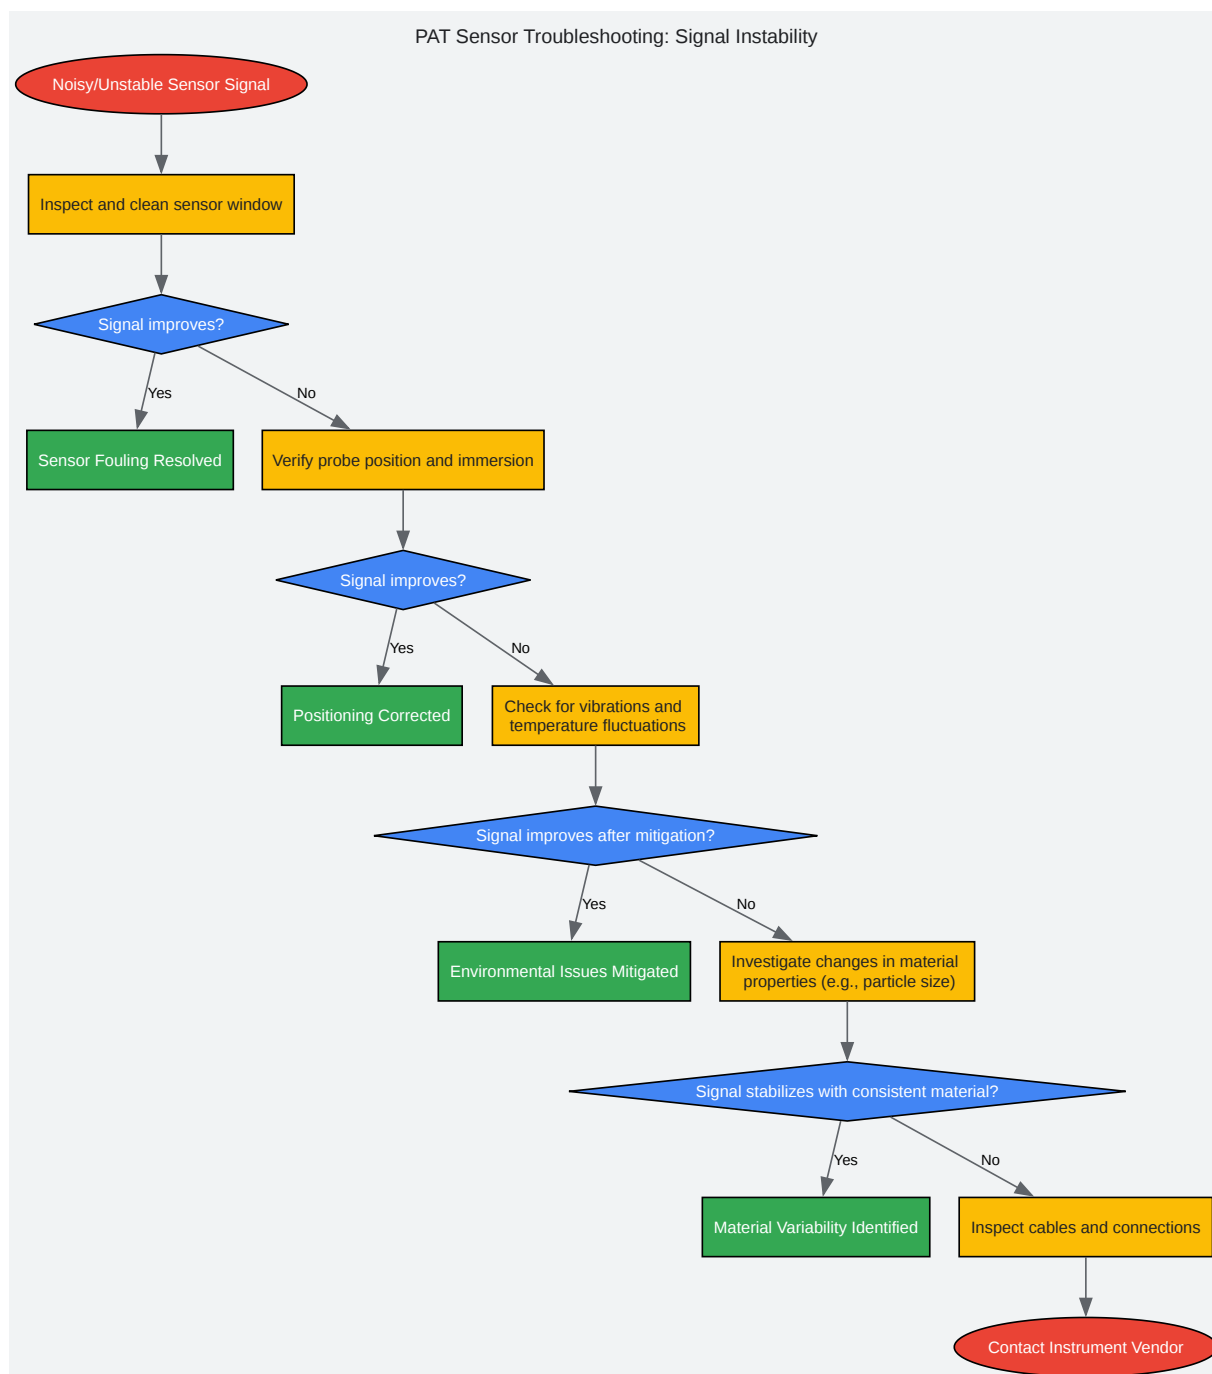 PAT Sensor Troubleshooting: Signal Instability
Noisy/Unstable Sensor Signal
Inspect and clean sensor window
Signal improves?
Yes
No
Sensor Fouling Resolved
Verify probe position and immersion
Signal improves?
Yes
No
Positioning Corrected
Check for vibrations and
temperature fluctuations
Signal improves after mitigation?
Yes
No
Environmental Issues Mitigated
Investigate changes in material
properties (e.g., particle size)
Signal stabilizes with consistent material?
Yes
No
Material Variability Identified
Inspect cables and connections
Contact Instrument Vendor